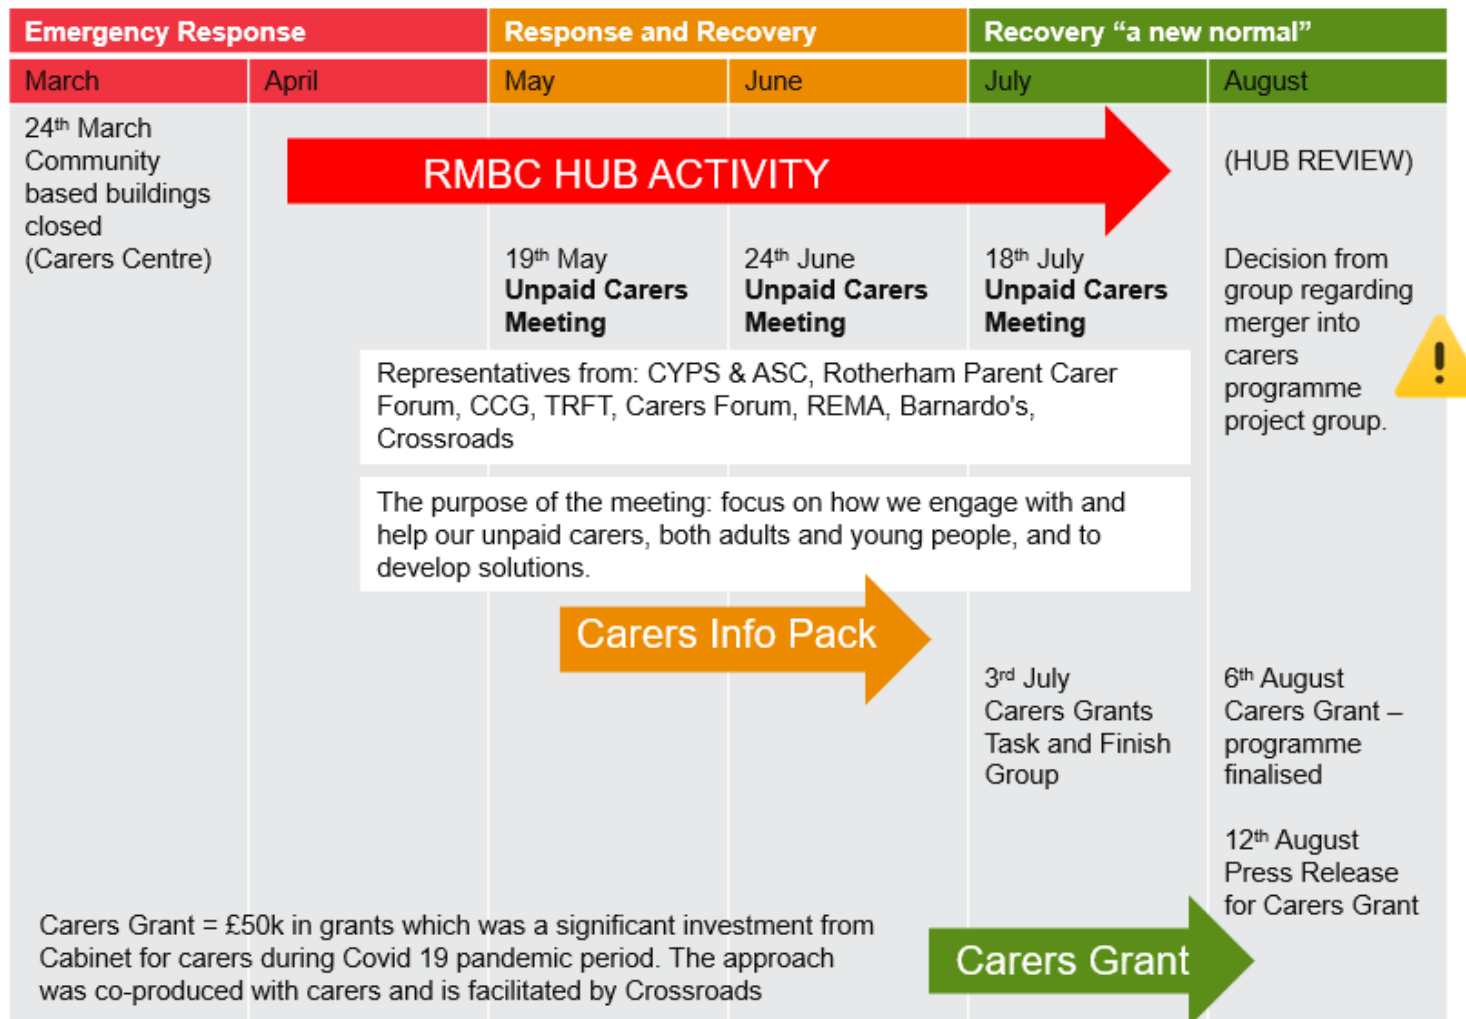 Emergency Response
Response and Recovery
Recovery “a new normal”
March
April
May
June
July
August
24th March
Community
based buildings
closed
(Carers Centre)
RMBC HUB ACTIVITY
(HUB REVIEW)
19th May
Unpaid Carers
Meeting
24th June
Unpaid Carers
Meeting
18th July
Unpaid Carers
Meeting
Decision from
group regarding
merger into
carers
programme
project group.
Representatives from: CYPS & ASC, Rotherham Parent Carer
Forum, CCG, TRFT, Carers Forum, REMA, Barnardo's,
Crossroads
The purpose of the meeting: focus on how we engage with and
help our unpaid carers, both adults and young people, and to
develop solutions.
Carers Info Pack
3rd July
Carers Grants
Task and Finish
Group
6th August
Carers Grant –
programme
finalised
12th August
Press Release
for Carers Grant
Carers Grant = £50k in grants which was a significant investment from
Cabinet for carers during Covid 19 pandemic period. The approach
was co-produced with carers and is facilitated by Crossroads
Carers Grant